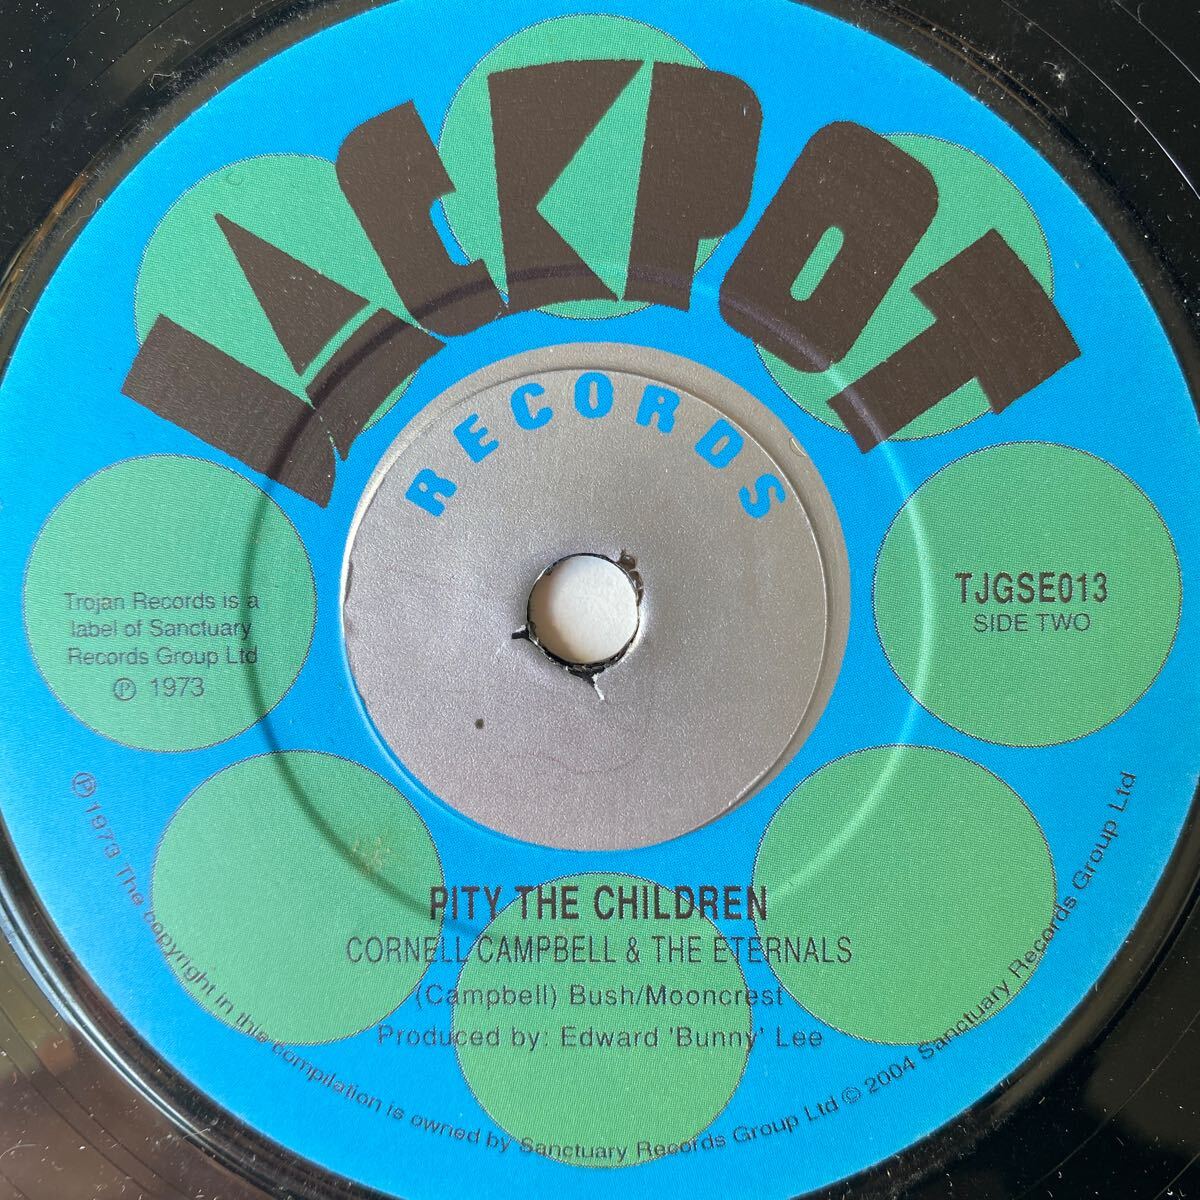 JACKPOT
RECORDS
TJGSE013
SIDE TWO
Trojan Records is a
label of Sanctuary
Records Group Ltd
℗ 1973
PITY THE CHILDREN
CORNELL CAMPBELL & THE ETERNALS
(Campbell) Bush/Mooncrest
Produced by: Edward 'Bunny' Lee
℗1973 The copyright in this compilation is owned by Sanctuary Records Group Ltd © 2004 Sanctuary Records Group Ltd